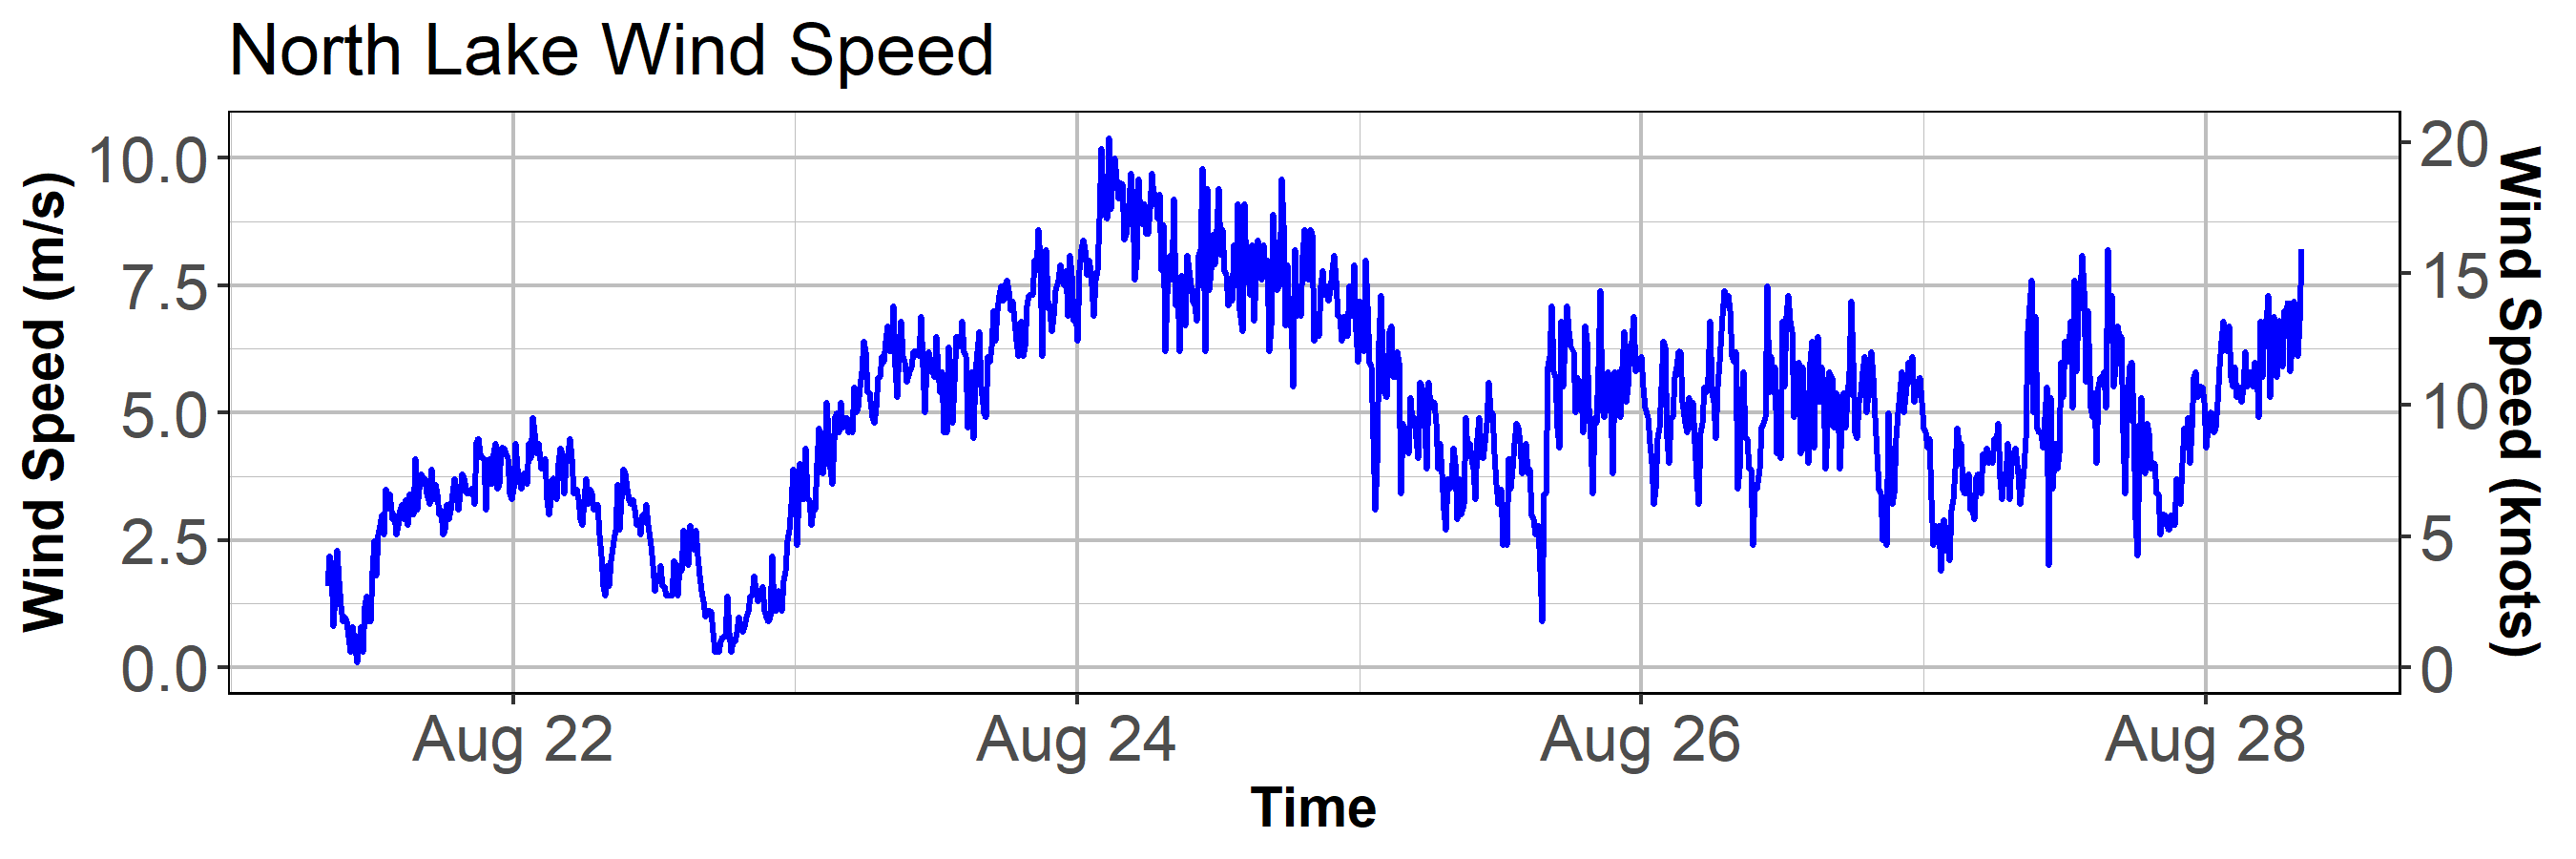 North Lake Wind Speed
Wind Speed (m/s)
10.0
7.5
5.0
2.5
0.0
20
15
10
5
0
Wind Speed (knots)
Aug 22
Aug 24
Aug 26
Aug 28
Time